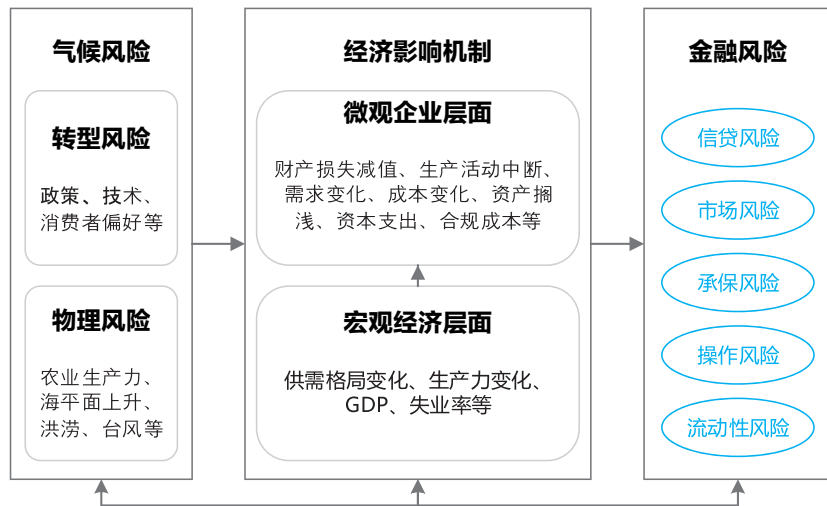 气候风险
转型风险
政策、技术、
消费者偏好等
物理风险
农业生产力、
海平面上升、
洪涝、台风等
经济影响机制
微观企业层面
财产损失减值、生产活动中断、
需求变化、成本变化、资产搁
浅、资本支出、合规成本等
宏观经济层面
供需格局变化、生产力变化、
GDP、失业率等
金融风险
信贷风险
市场风险
承保风险
操作风险
流动性风险